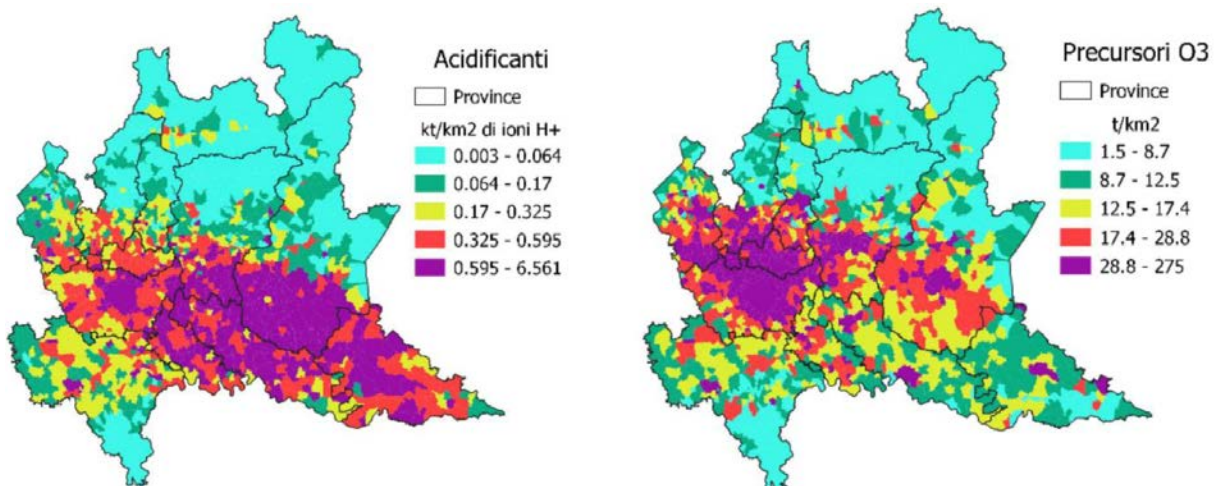 Acidificanti
Province
kt/km2 di ioni H+
0.003 - 0.064
0.064 - 0.17
0.17 - 0.325
0.325 - 0.595
0.595 - 6.561
Precursori O3
Province
t/km2
1.5 - 8.7
8.7 - 12.5
12.5 - 17.4
17.4 - 28.8
28.8 - 275